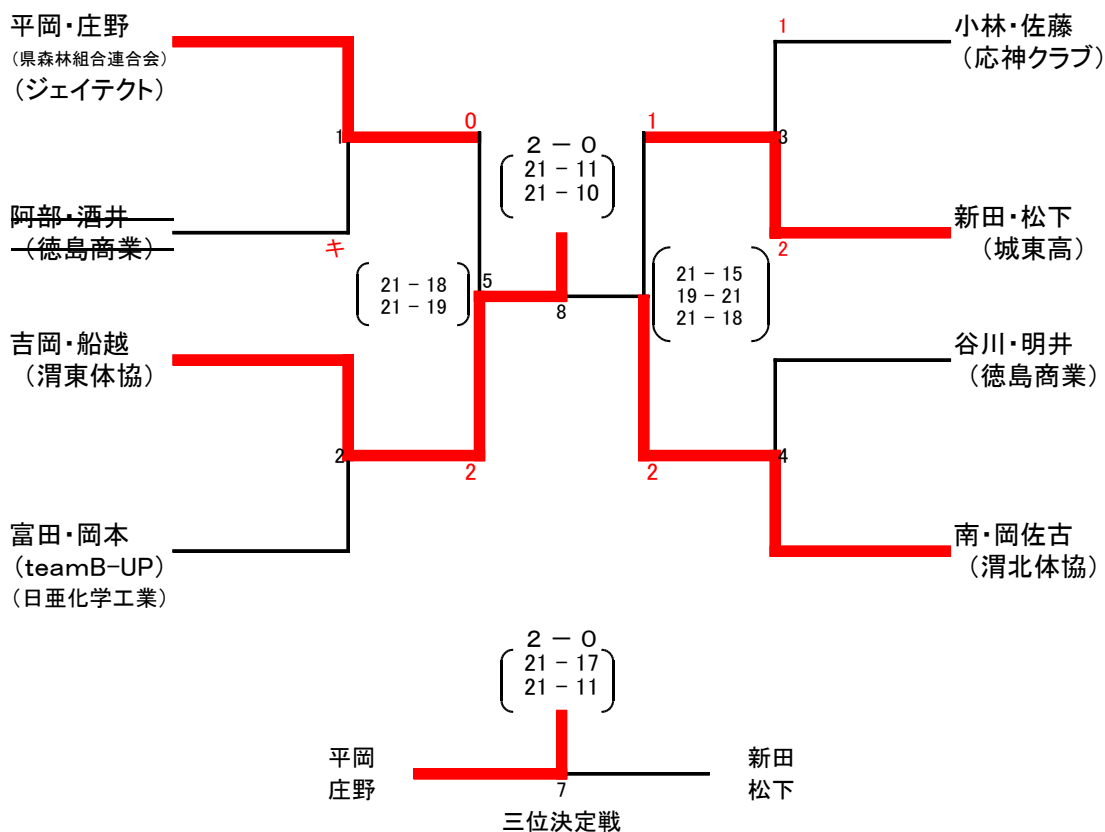 平岡・庄野
（県森林組合連合会）
（ジェイテクト）
阿部・酒井
（徳島商業）
吉岡・船越
（渭東体協）
富田・岡本
（teamB-UP）
（日亜化学工業）
1
キ
2
0
2
5
21 － 18
21 － 19
2 － 0
21 － 11
21 － 10
8
1
2
21 － 15
19 － 21
21 － 18
1
3
2
4
小林・佐藤
（応神クラブ）
新田・松下
（城東高）
谷川・明井
（徳島商業）
南・岡佐古
（渭北体協）
2 － 0
21 － 17
21 － 11
平岡
庄野
7
新田
松下
三位決定戦